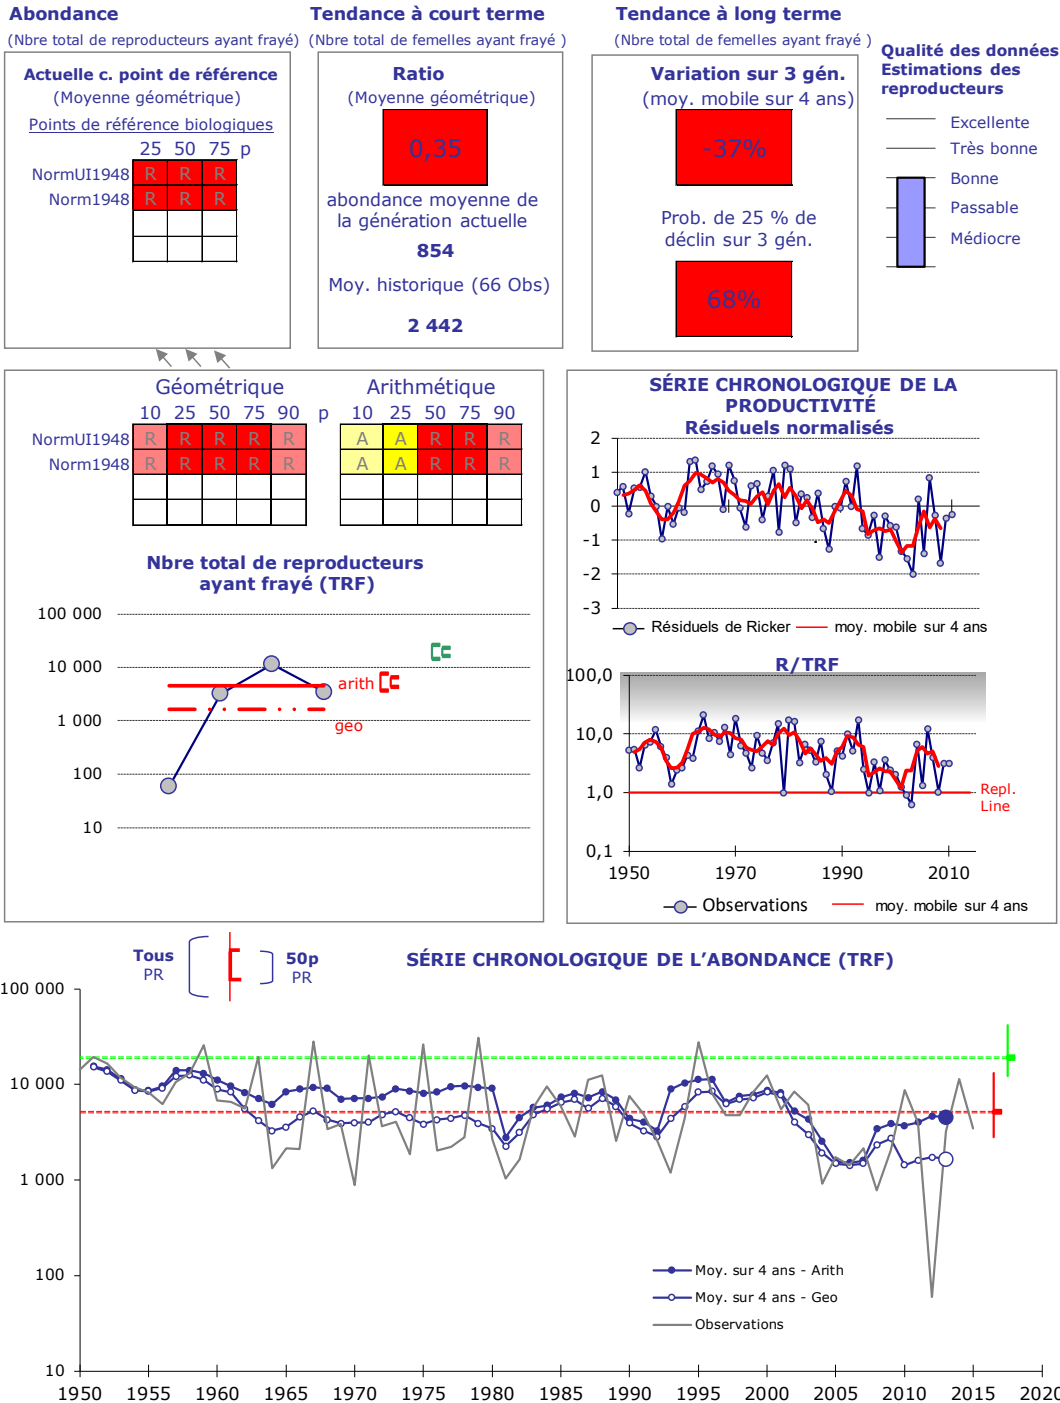 Abondance
(Nbre total de reproducteurs ayant frayé)
Actuelle c. point de référence
(Moyenne géométrique)
Points de référence biologiques
25 50 75 p
NormUI1948 R R R
Norm1948 R R R
Tendance à court terme
(Nbre total de femelles ayant frayé )
Ratio
(Moyenne géométrique)
0,35
abondance moyenne de
la génération actuelle
854
Moy. historique (66 Obs)
2 442
Tendance à long terme
(Nbre total de femelles ayant frayé )
Variation sur 3 gén.
(moy. mobile sur 4 ans)
-37%
Prob. de 25 % de
déclin sur 3 gén.
68%
Qualité des données
Estimations des
reproducteurs
Excellente
Très bonne
Bonne
Passable
Médiocre
Géométrique Arithmétique
10 25 50 75 90 p 10 25 50 75 90
NormUI1948 R R R R R A A R R R
Norm1948 R R R R R A A R R R
Nbre total de reproducteurs
ayant frayé (TRF)
100 000
10 000
1 000
100
10
arith
geo
SÉRIE CHRONOLOGIQUE DE LA
PRODUCTIVITÉ
Résiduels normalisés
2
1
0
-1
-2
-3
Résiduels de Ricker moy. mobile sur 4 ans
R/TRF
100,0
10,0
1,0
0,1
Repl.
Line
1950 1970 1990 2010
Observations moy. mobile sur 4 ans
Tous
PR
50p
PR
SÉRIE CHRONOLOGIQUE DE L'ABONDANCE (TRF)
100 000
10 000
1 000
100
10
Moy. sur 4 ans - Arith
Moy. sur 4 ans - Geo
Observations
1950 1955 1960 1965 1970 1975 1980 1985 1990 1995 2000 2005 2010 2015 2020